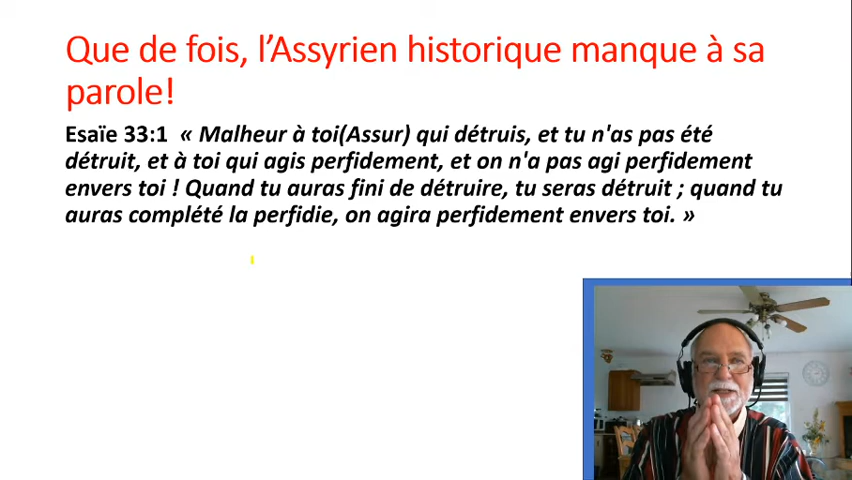 Que de fois, l’Assyrien historique manque à sa
parole!
Esaïe 33:1 « Malheur à toi(Assur) qui détruis, et tu n'as pas été
détruit, et à toi qui agis perfidement, et on n'a pas agi perfidement
envers toi ! Quand tu auras fini de détruire, tu seras détruit ; quand tu
auras complété la perfidie, on agira perfidement envers toi. »